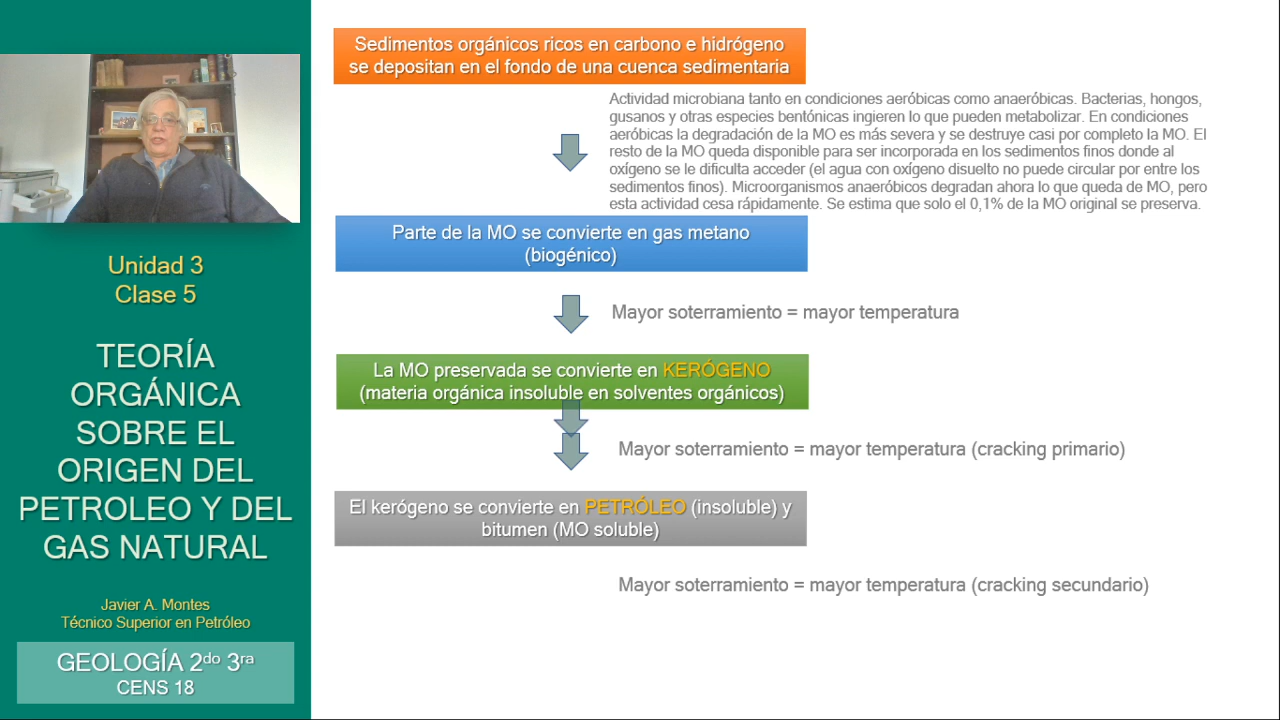 Unidad 3
Clase 5
TEORÍA
ORGÁNICA
SOBRE EL
ORIGEN DEL
PETROLEO Y DEL
GAS NATURAL
Javier A. Montes
Técnico Superior en Petróleo
GEOLOGÍA 2do 3ra
CENS 18
Sedimentos orgánicos ricos en carbono e hidrógeno
se depositan en el fondo de una cuenca sedimentaria
Actividad microbiana tanto en condiciones aeróbicas como anaeróbicas. Bacterias, hongos,
gusanos y otras especies bentónicas ingieren lo que pueden metabolizar. En condiciones
aeróbicas la degradación de la MO es más severa y se destruye casi por completo la MO. El
resto de la MO queda disponible para ser incorporada en los sedimentos finos donde al
oxígeno se le dificulta acceder (el agua con oxígeno disuelto no puede circular por entre los
sedimentos finos). Microorganismos anaeróbicos degradan ahora lo que queda de MO, pero
esta actividad cesa rápidamente. Se estima que solo el 0,1% de la MO original se preserva.
Parte de la MO se convierte en gas metano
(biogénico)
Mayor soterramiento = mayor temperatura
La MO preservada se convierte en KERÓGENO
(materia orgánica insoluble en solventes orgánicos)
Mayor soterramiento = mayor temperatura (cracking primario)
El kerógeno se convierte en PETRÓLEO (insoluble) y
bitumen (MO soluble)
Mayor soterramiento = mayor temperatura (cracking secundario)